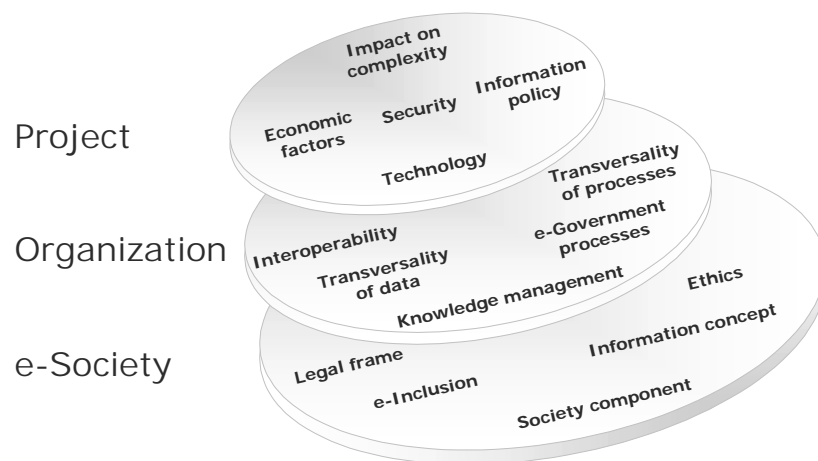 Impact on
complexity
Information
policy
Security
Economic
factors
Technology
Project
Transversality
of processes
e-Government
processes
Interoperability
Transversality
of data
Knowledge management
Organization
Ethics
Information concept
Legal frame
e-Inclusion
Society component
e-Society